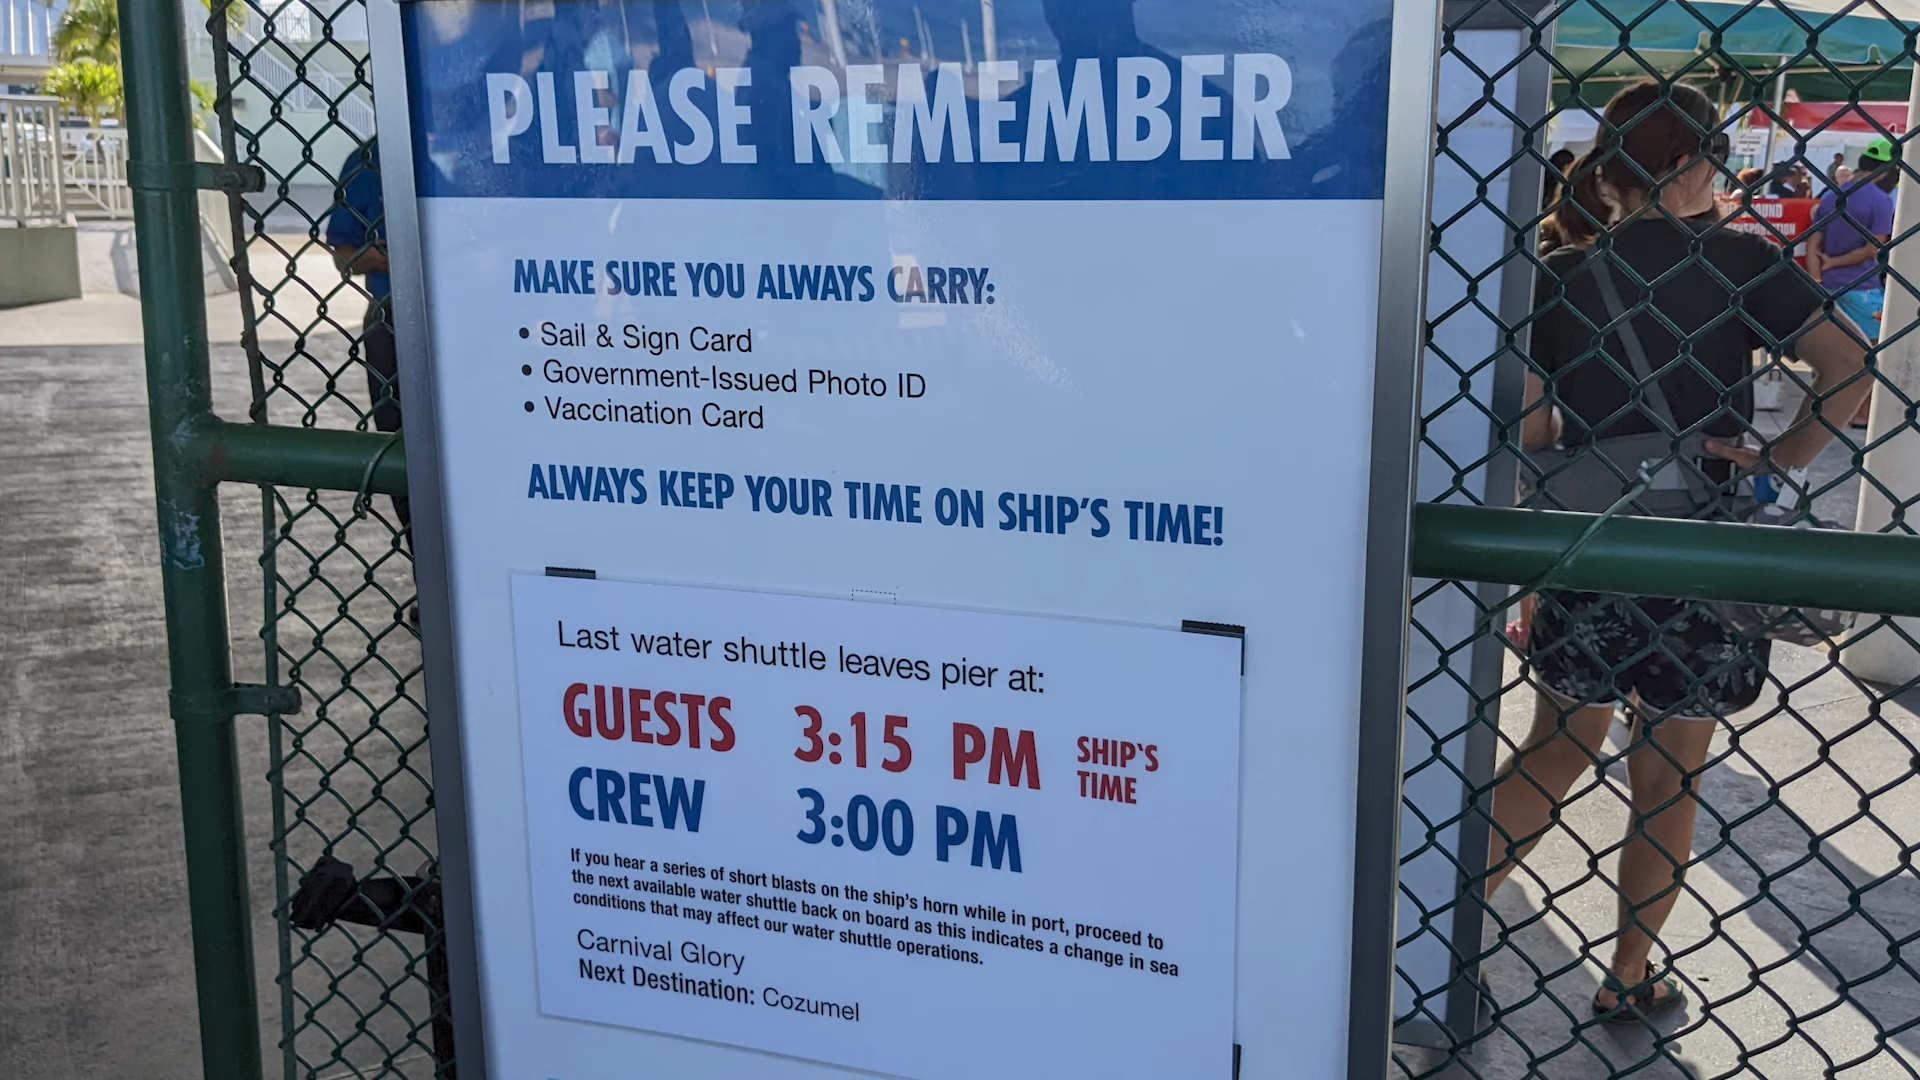 PLEASE REMEMBER
MAKE SURE YOU ALWAYS CARRY:
• Sail & Sign Card
• Government-Issued Photo ID
• Vaccination Card
ALWAYS KEEP YOUR TIME ON SHIP'S TIME!
Last water shuttle leaves pier at:
GUESTS 3:15 PM SHIP'S TIME
CREW 3:00 PM
If you hear a series of short blasts on the ship's horn while in port, proceed to
the next available water shuttle back on board as this indicates a change in sea
conditions that may affect our water shuttle operations.
Carnival Glory
Next Destination: Cozumel